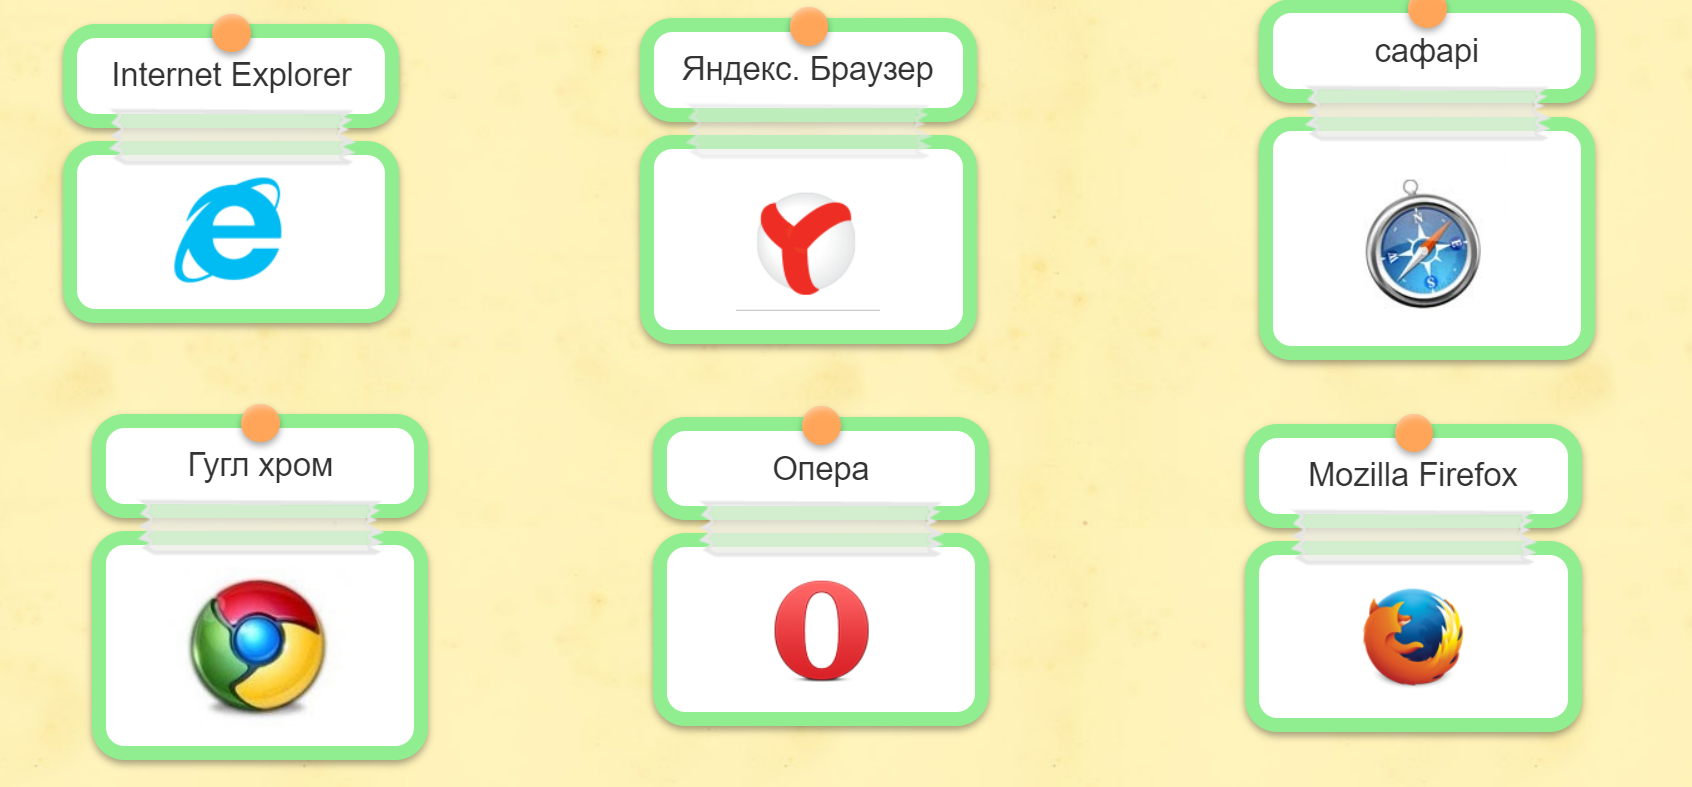 Internet Explorer
Яндекс. Браузер
сафарі
Гугл хром
Опера
Mozilla Firefox